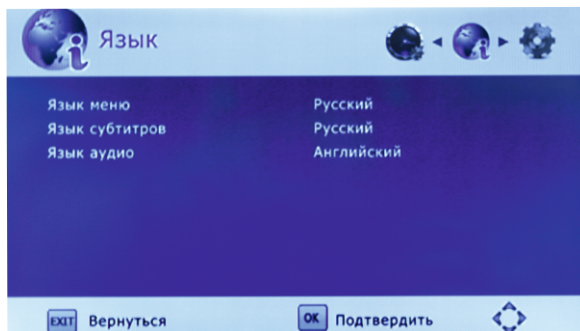 Язык
Язык меню Русский
Язык субтитров Русский
Язык аудио Английский
EXIT Вернуться OK Подтвердить